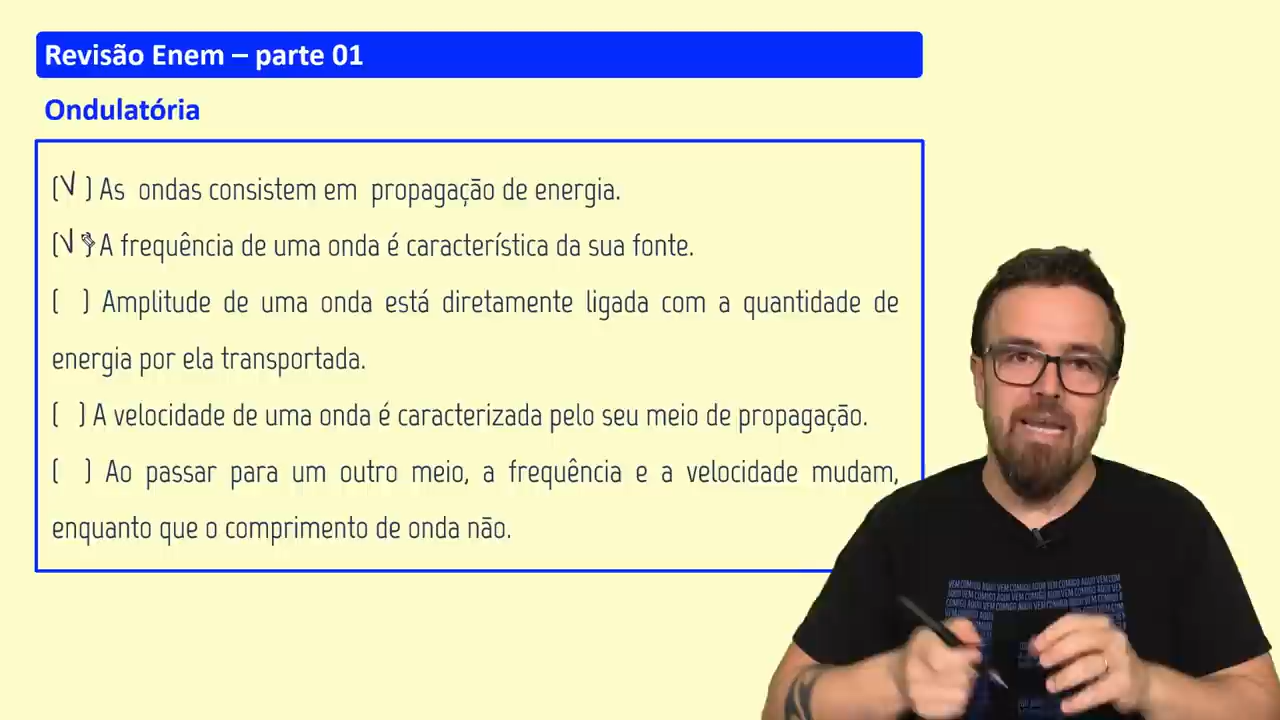 Revisão Enem – parte 01
Ondulatória
(V ) As ondas consistem em propagação de energia.
(V ) A frequência de uma onda é característica da sua fonte.
( ) Amplitude de uma onda está diretamente ligada com a quantidade de
energia por ela transportada.
( ) A velocidade de uma onda é caracterizada pelo seu meio de propagação.
( ) Ao passar para um outro meio, a frequência e a velocidade mudam,
enquanto que o comprimento de onda não.